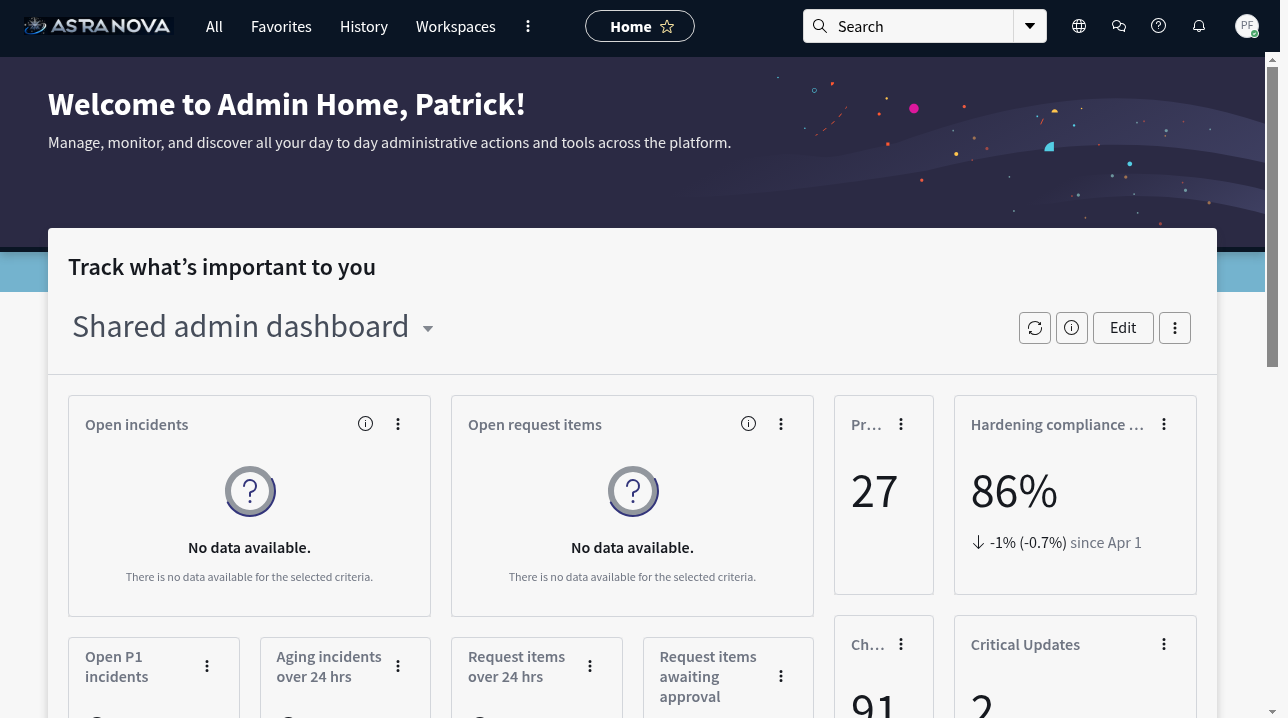 ASTRA NOVA
All
Favorites
History
Workspaces
Home
Search
PF
Welcome to Admin Home, Patrick!
Manage, monitor, and discover all your day to day administrative actions and tools across the platform.
Track what's important to you
Shared admin dashboard
Edit
Open incidents
No data available.
There is no data available for the selected criteria.
Open request items
No data available.
There is no data available for the selected criteria.
Pr...
27
Hardening compliance ...
86%
-1% (-0.7%) since Apr 1
Open P1
incidents
Aging incidents
over 24 hrs
Request items
over 24 hrs
Request items
awaiting
approval
Ch...
91
Critical Updates
2